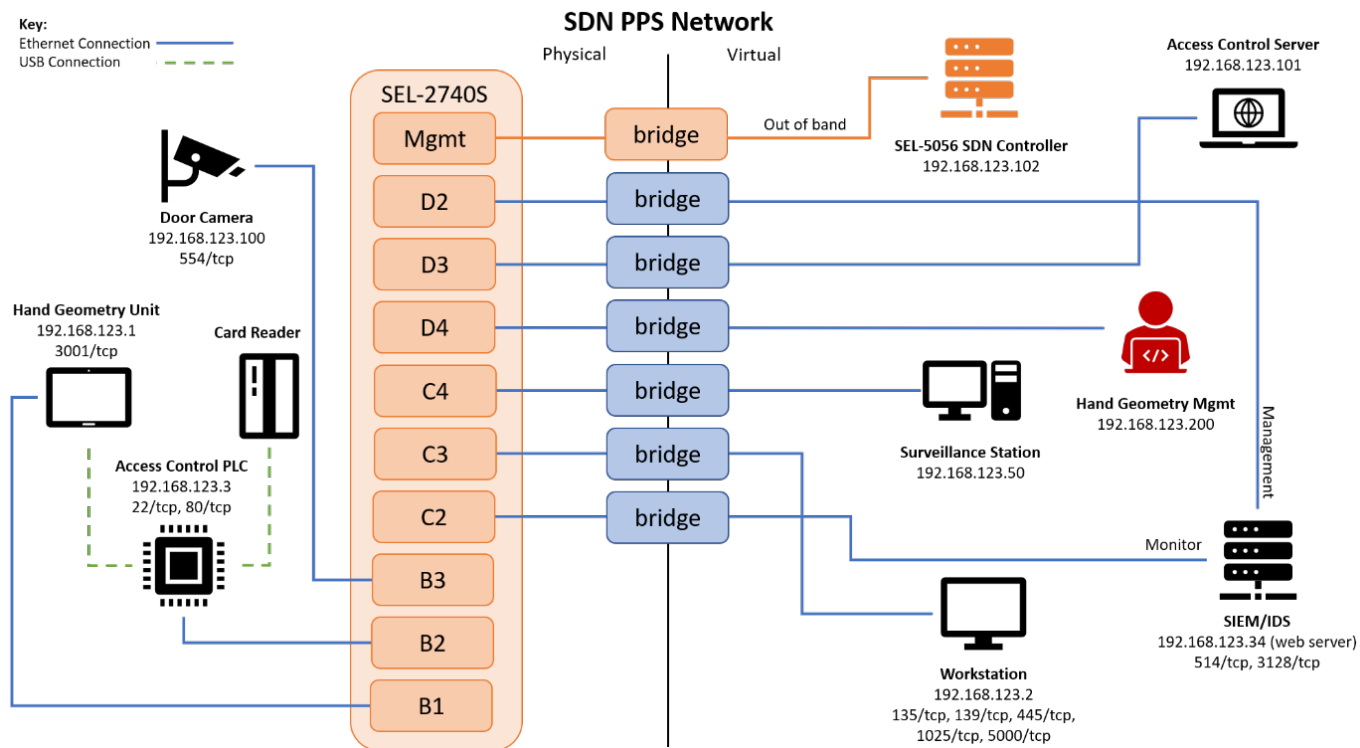 SDN PPS Network
Key:
Ethernet Connection
USB Connection
Physical
Virtual
SEL-2740S
Mgmt
bridge
Out of band
SEL-5056 SDN Controller
192.168.123.102
Access Control Server
192.168.123.101
D2
bridge
Door Camera
192.168.123.100
554/tcp
D3
bridge
Hand Geometry Unit
192.168.123.1
3001/tcp
Card Reader
D4
bridge
Hand Geometry Mgmt
192.168.123.200
C4
bridge
Surveillance Station
192.168.123.50
Management
C3
bridge
Access Control PLC
192.168.123.3
22/tcp, 80/tcp
C2
bridge
Monitor
B3
SIEM/IDS
192.168.123.34 (web server)
514/tcp, 3128/tcp
B2
Workstation
192.168.123.2
135/tcp, 139/tcp, 445/tcp,
1025/tcp, 5000/tcp
B1